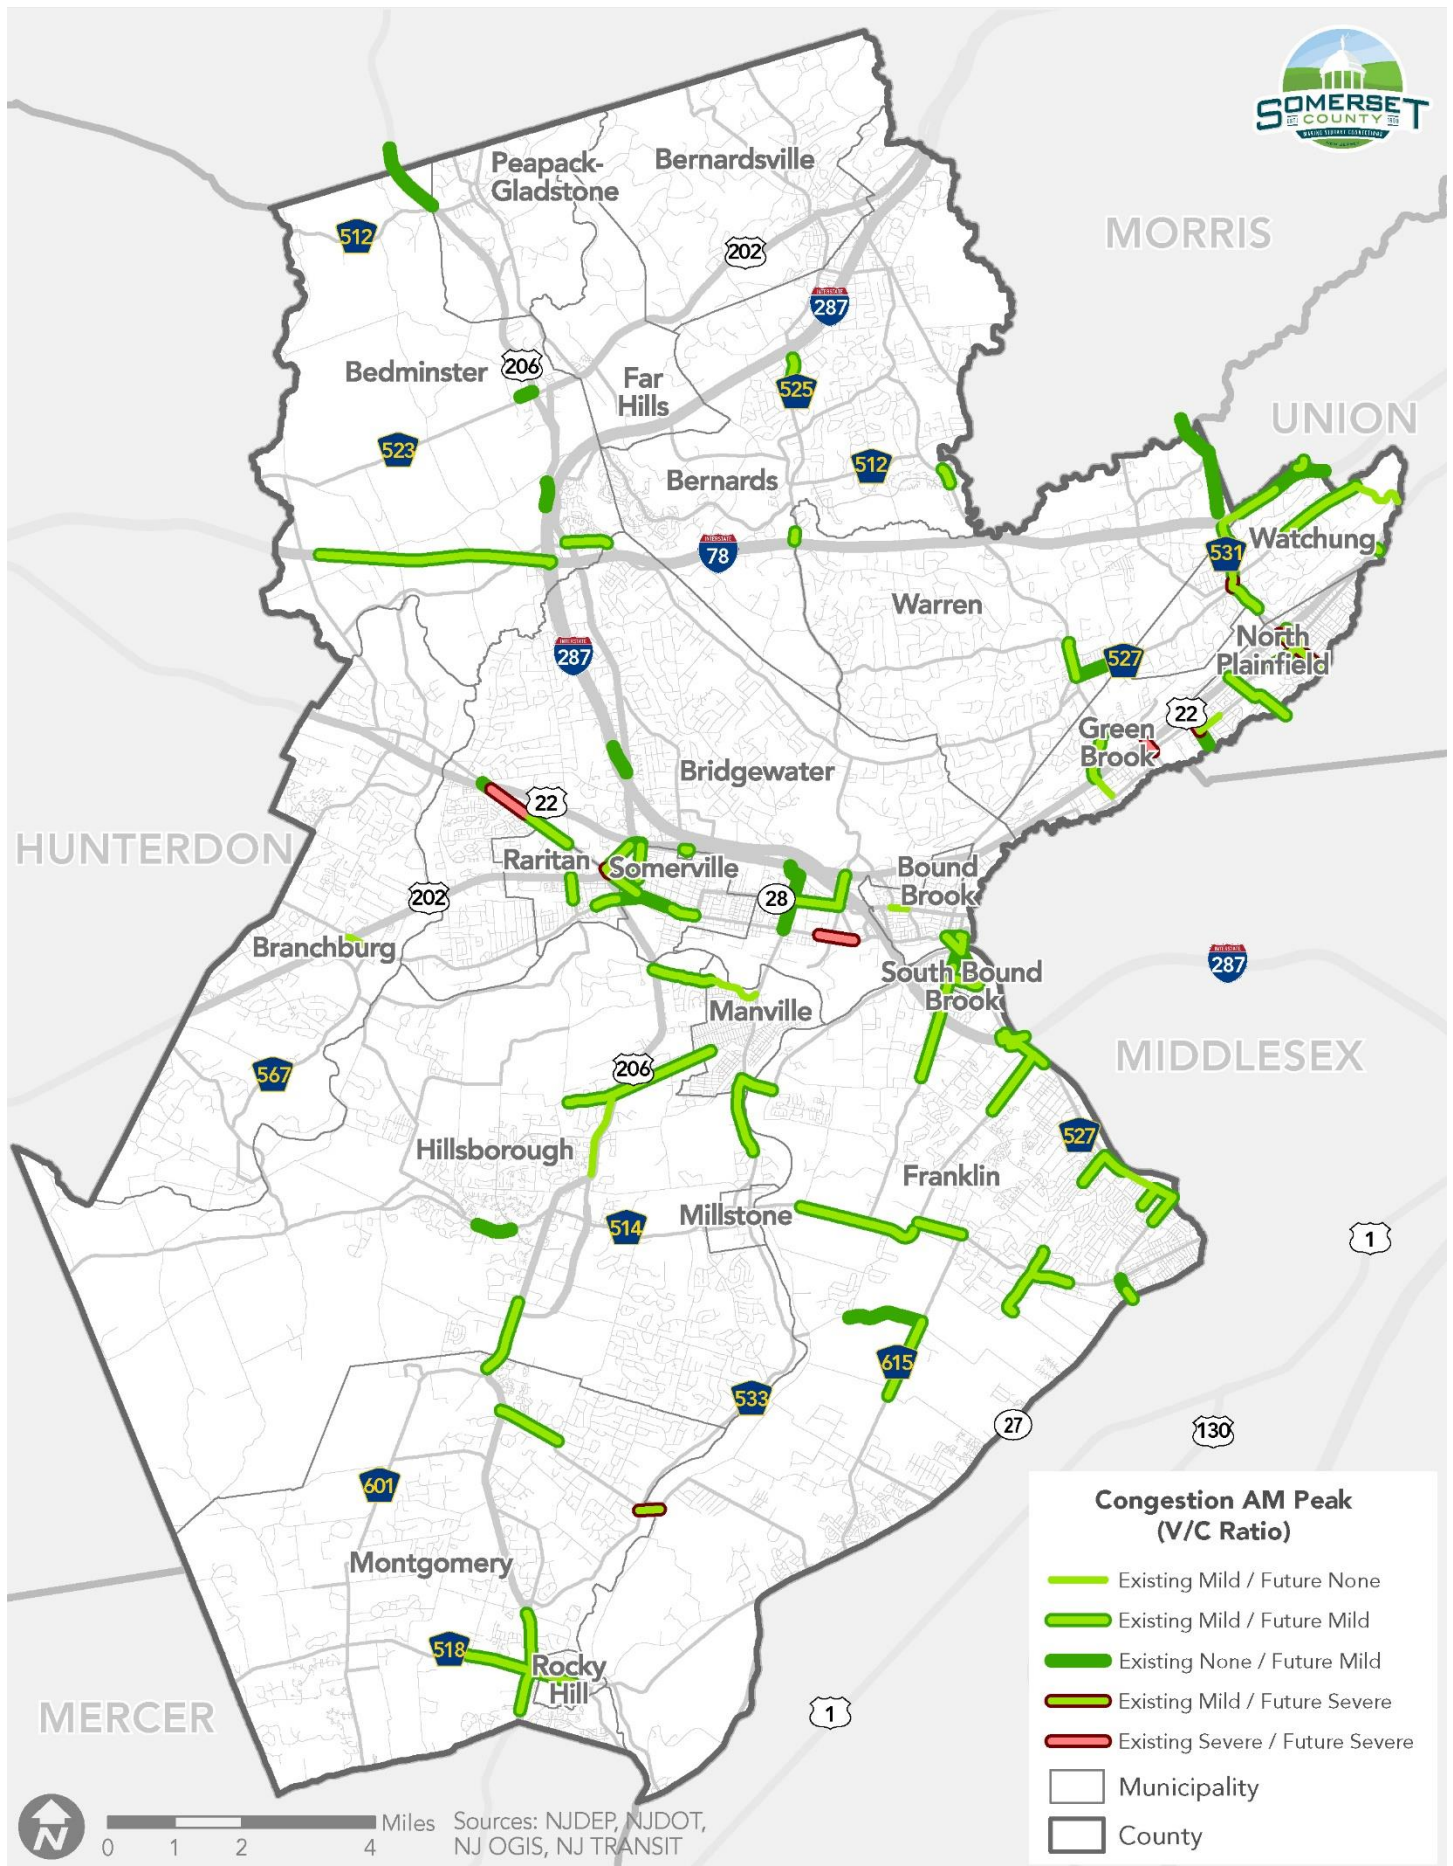 SOMERSET
COUNTY
Peapack-
Gladstone
Bernardsville
MORRIS
512
202
INTERSTATE
287
Bedminster
206
Far
Hills
525
UNION
523
512
Bernards
INTERSTATE
78
531
Watchung
Warren
INTERSTATE
287
527
North
Plainfield
22
Green
Brook
Bridgewater
22
HUNTERDON
Raritan
Somerville
Bound
Brook
202
28
Branchburg
South Bound
Brook
INTERSTATE
287
Manville
206
MIDDLESEX
567
527
Hillsborough
Franklin
514
Millstone
1
615
533
27
130
601
Montgomery
518
Rocky
Hill
MERCER
1
Congestion AM Peak
(V/C Ratio)
Existing Mild / Future None
Existing Mild / Future Mild
Existing None / Future Mild
Existing Mild / Future Severe
Existing Severe / Future Severe
Municipality
County
N
Miles
0 1 2 4
Sources: NJDEP, NJDOT,
NJ OGIS, NJ TRANSIT